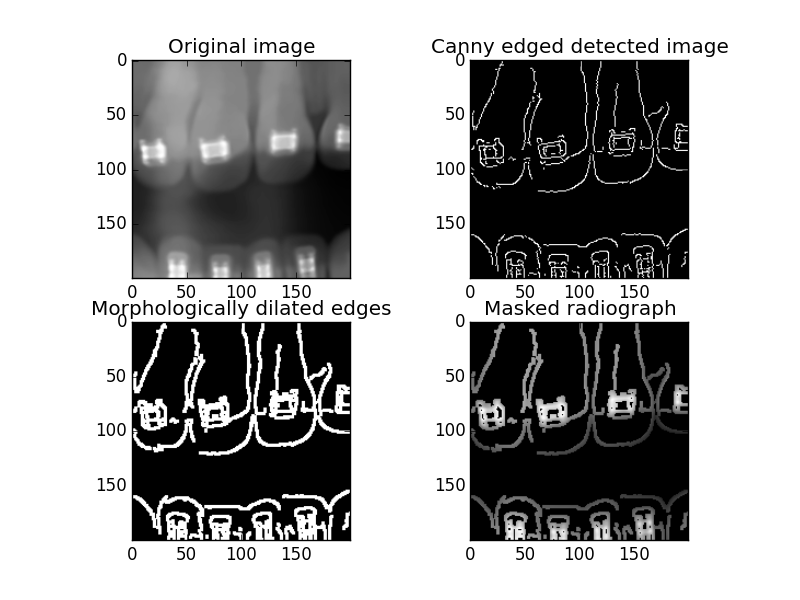 Original image
0
50
100
150
0 50 100 150
Canny edged detected image
0
50
100
150
0 50 100 150
Morphologically dilated edges
0
50
100
150
0 50 100 150
Masked radiograph
0
50
100
150
0 50 100 150